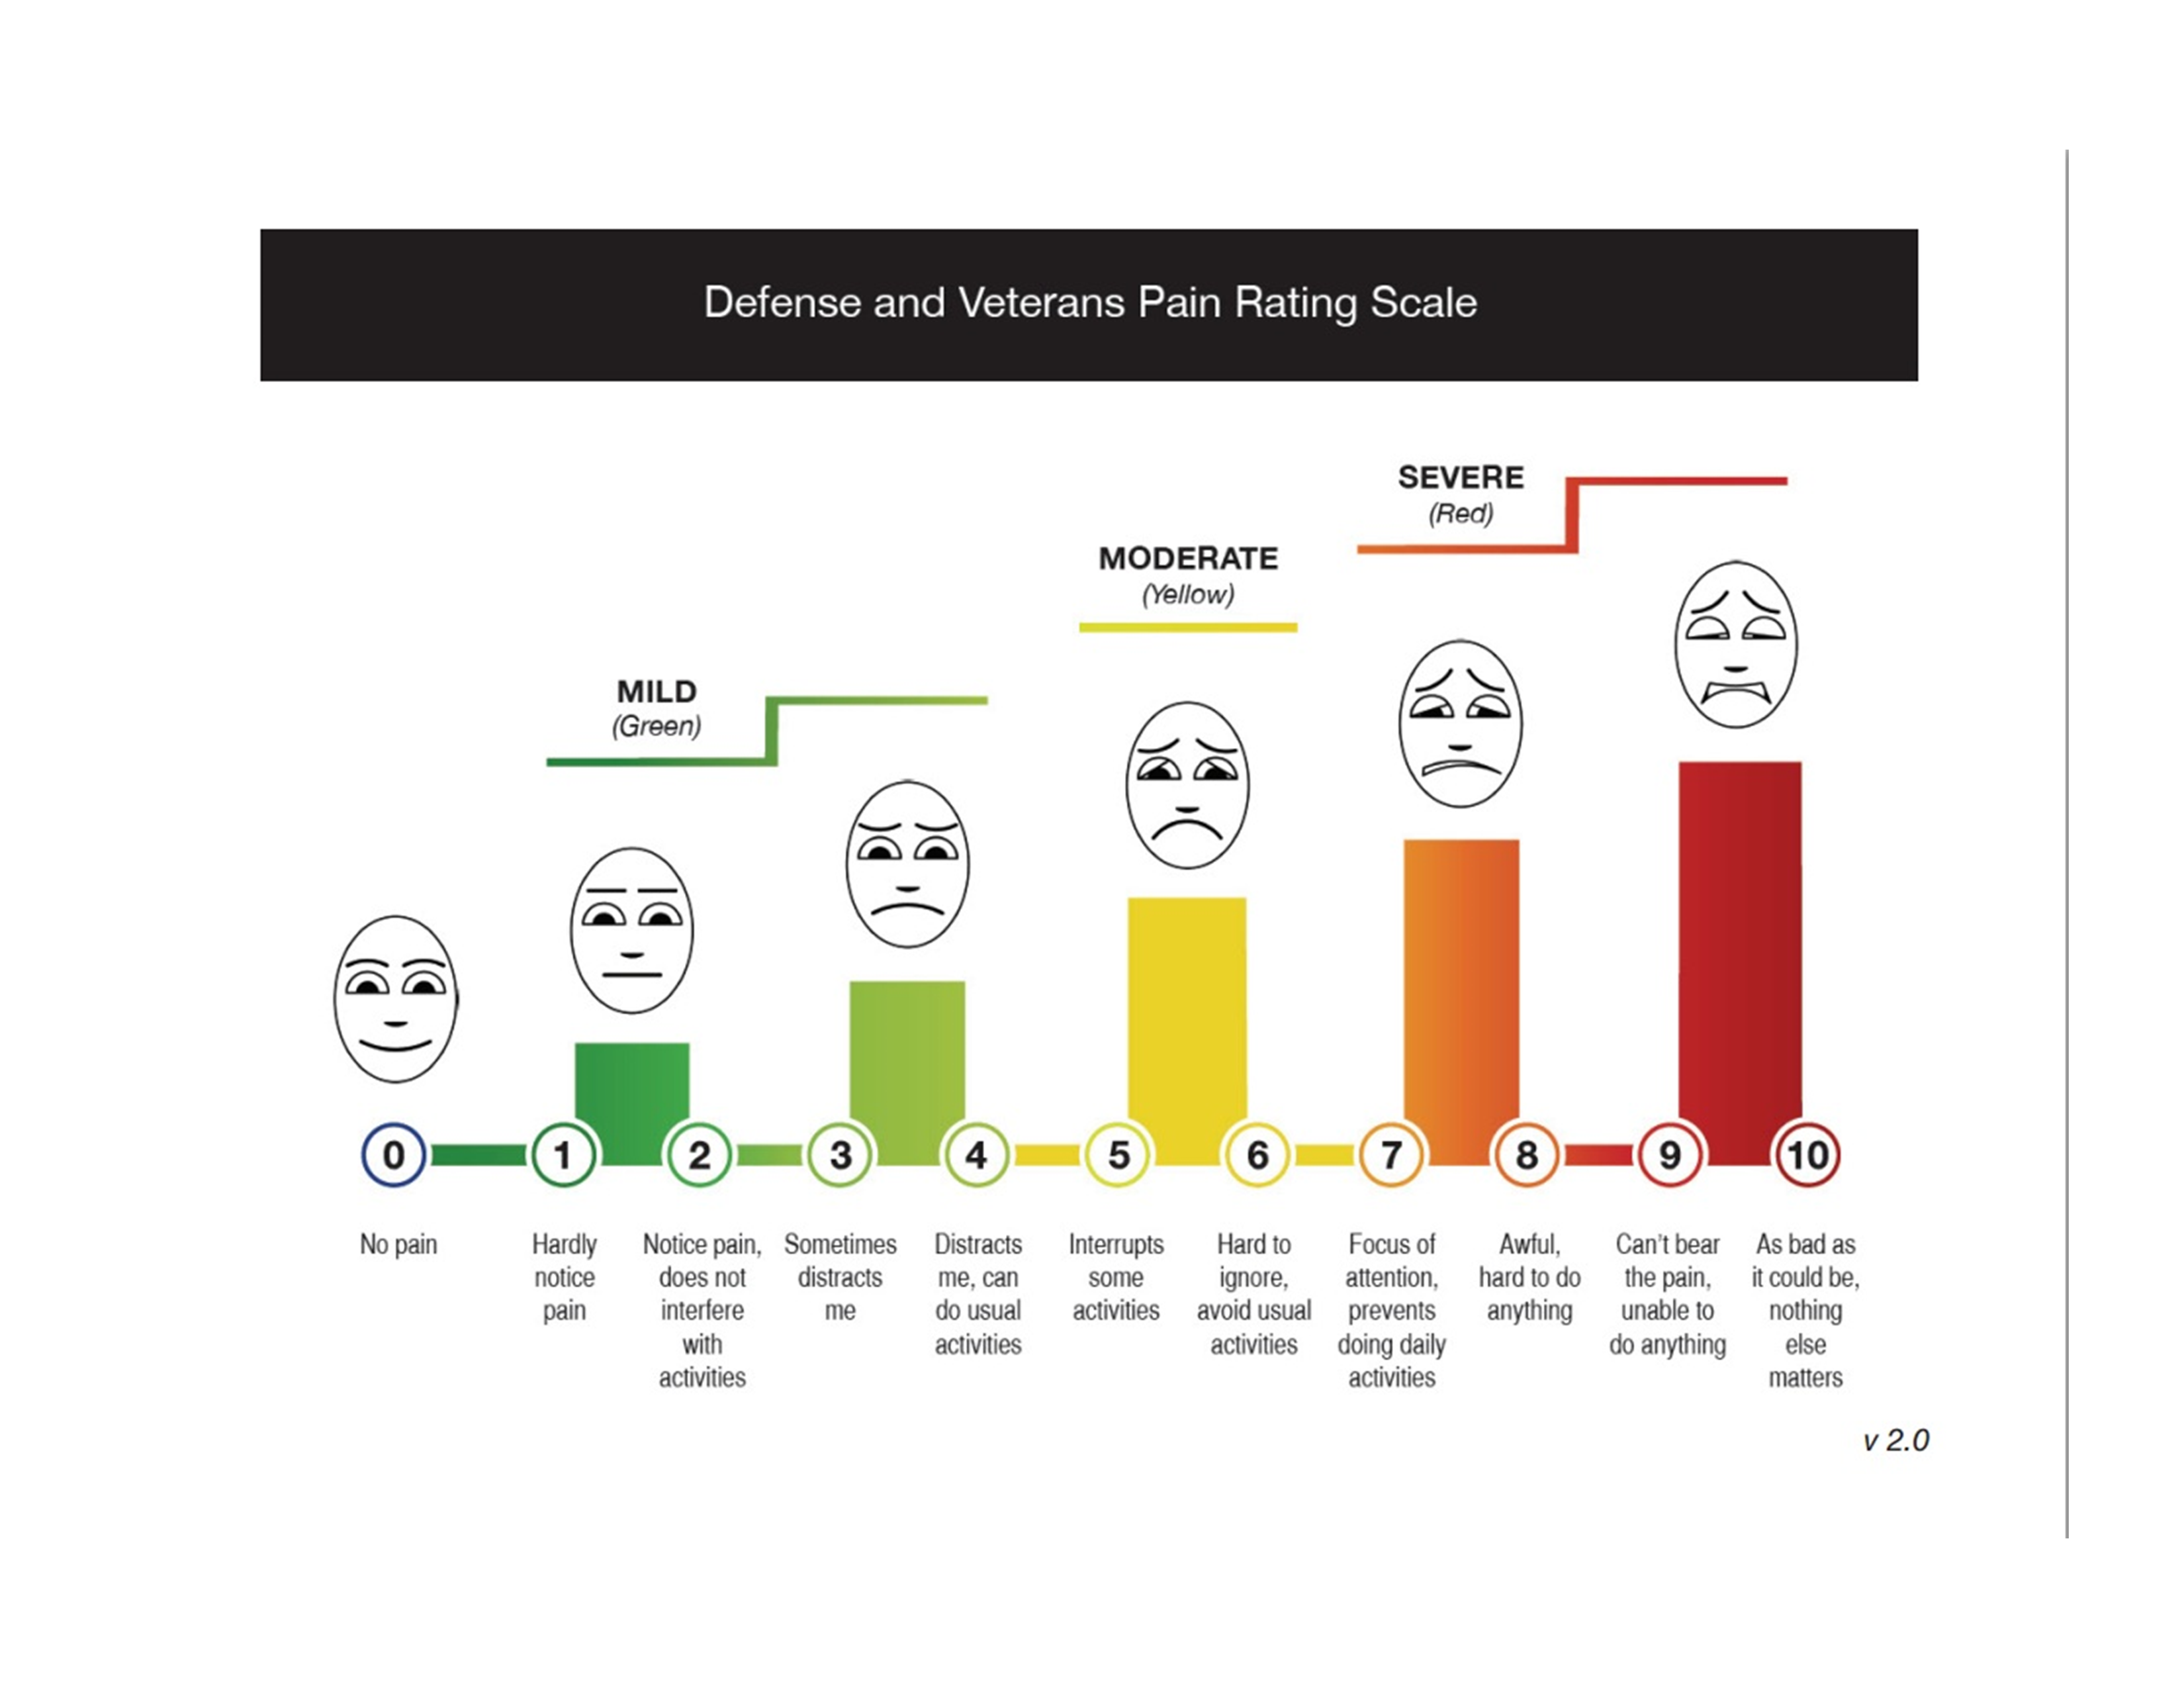 Defense and Veterans Pain Rating Scale
SEVERE
(Red)
MODERATE
(Yellow)
MILD
(Green)
0
1
2
3
4
5
6
7
8
9
10
No pain
Hardly
notice
pain
Notice pain,
does not
interfere
with
activities
Sometimes
distracts
me
Distracts
me, can
do usual
activities
Interrupts
some
activities
Hard to
ignore,
avoid usual
activities
Focus of
attention,
prevents
doing daily
activities
Awful,
hard to do
anything
Can't bear
the pain,
unable to
do anything
As bad as
it could be,
nothing
else
matters
v 2.0